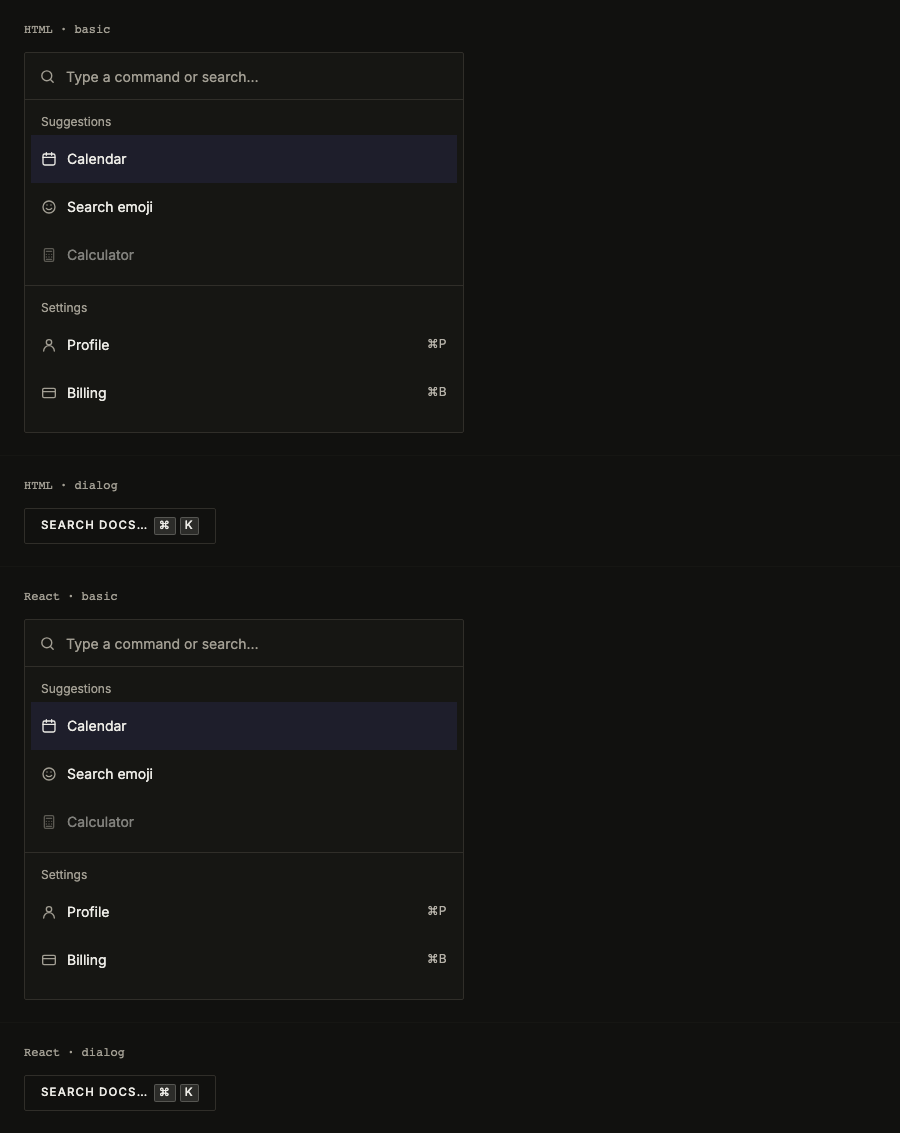 HTML • basic
Type a command or search...
Suggestions
Calendar
Search emoji
Calculator
Settings
Profile ⌘P
Billing ⌘B
HTML • dialog
SEARCH DOCS... ⌘ K
React • basic
Type a command or search...
Suggestions
Calendar
Search emoji
Calculator
Settings
Profile ⌘P
Billing ⌘B
React • dialog
SEARCH DOCS... ⌘ K